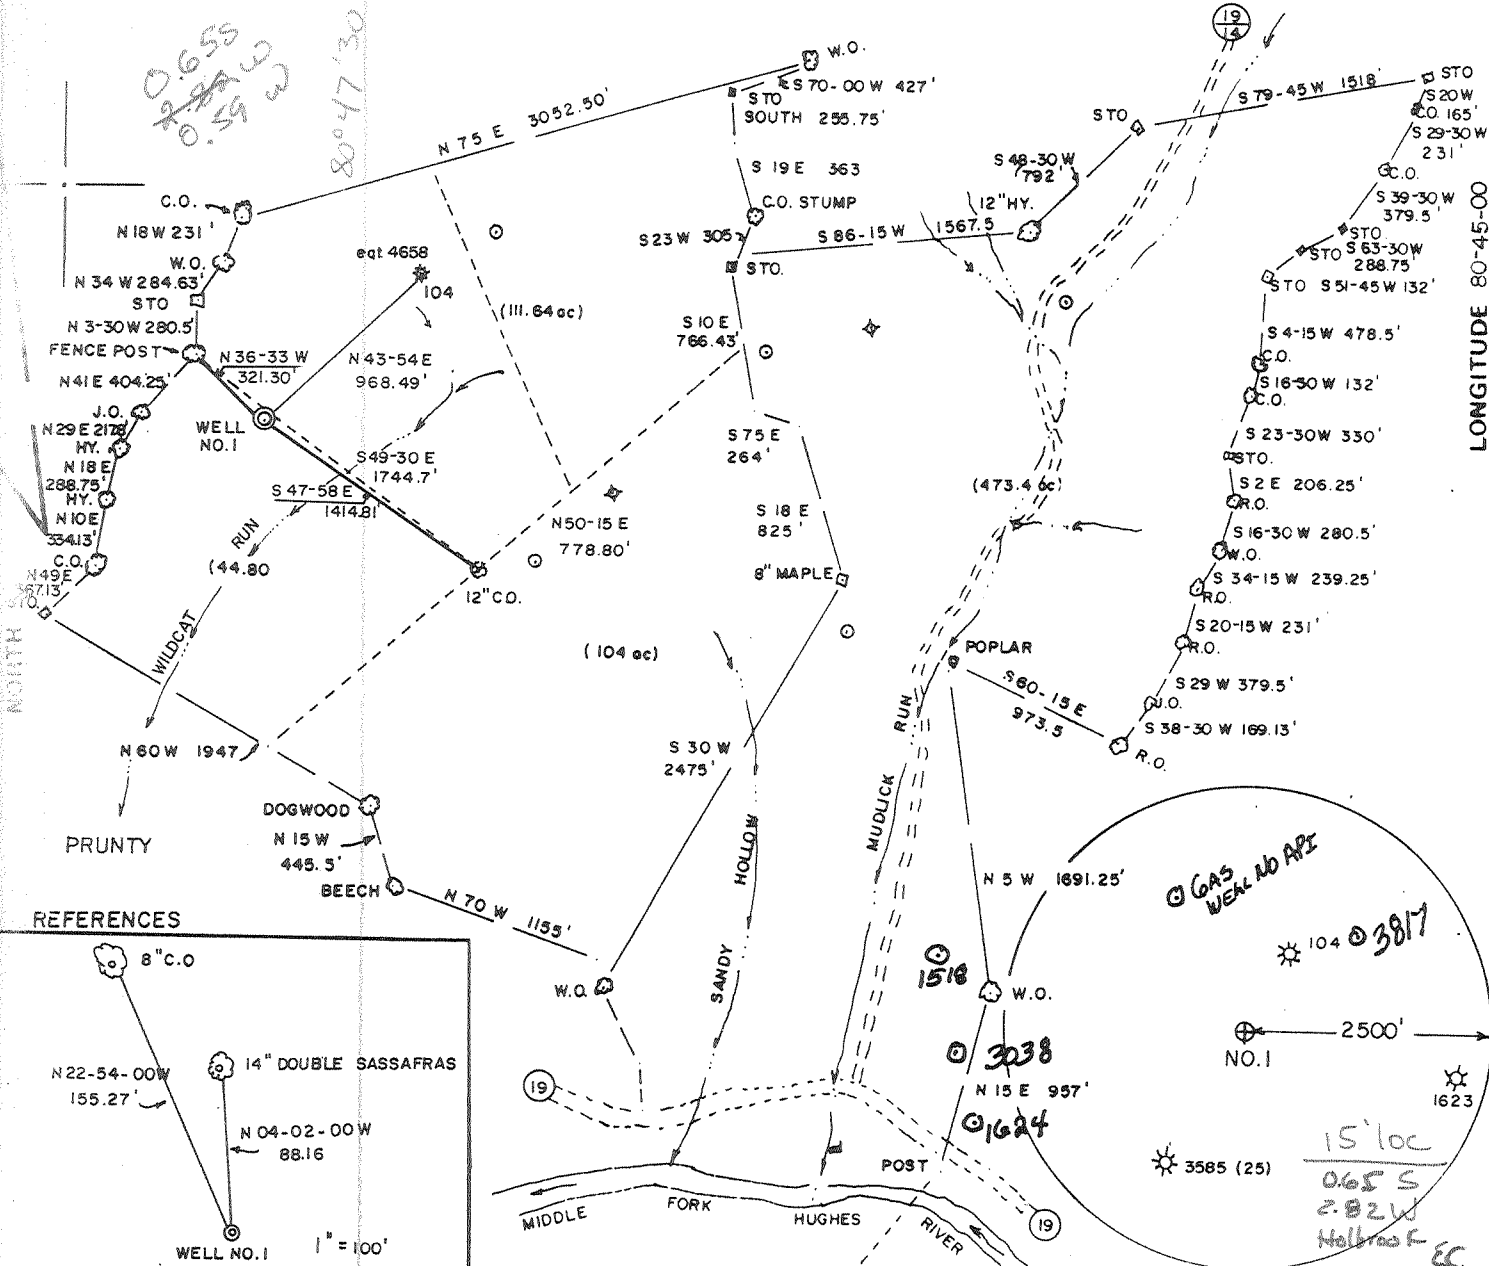 0.65S
2.82 W
0.59 W
80°47'30
N 75 E 3052.50'
W.O.
S 70-00 W 427'
STO
SOUTH 255.75'
S 19 E 363
C.O. STUMP
S 23 W 305
STO.
S 86-15 W 1567.5
12" HY.
S 48-30 W
792'
STO
19
14
S 79-45 W 1518'
STO
S 20 W
C.O. 165'
S 29-30 W
231'
C.O.
S 39-30 W
379.5'
STO.
S 63-30 W
STO 288.75'
STO S 51-45 W 132'
S 4-15 W 478.5'
C.O.
S 16-30 W 132'
C.O.
S 23-30 W 330'
STO.
S 2 E 206.25'
R.O.
S 16-30 W 280.5'
W.O.
S 34-15 W 239.25'
R.O.
S 20-15 W 231'
R.O.
S 29 W 379.5'
J.O.
S 38-30 W 169.13'
R.O.
LONGITUDE 80-45-00
C.O.
N 18 W 231'
W.O.
N 34 W 284.63'
STO
N 3-30 W 280.5'
FENCE POST
N 41 E 404.25'
J.O.
N 29 E 217.8'
HY.
N 18 E
288.75'
HY.
N 10 E
334.13'
C.O.
N 49 E
STO.
NORTH
eqt 4658
104
N 36-33 W
321.30'
N 43-54 E
968.49'
WELL
NO.1
S 49-30 E
1744.7'
S 47-58 E
1414.81'
(111.64 ac)
S 10 E
766.43'
S 75 E
264'
S 18 E
825'
N 50-15 E
778.80'
12" C.O.
8" MAPLE
(44.80
WILDCAT RUN
(104 ac)
(473.4 ac)
POPLAR
S 60-15 E
973.5
N 60 W 1947
PRUNTY
DOGWOOD
N 15 W
445.5'
BEECH
N 70 W 1155'
W.O.
S 30 W
2475'
SANDY HOLLOW
MUDLICK RUN
N 5 W 1691.25'
1518
W.O.
3038
N 15 E 957'
1624
POST
19
MIDDLE FORK HUGHES RIVER
19
REFERENCES
8" C.O
14" DOUBLE SASSAFRAS
N 22-54-00 W
155.27'
N 04-02-00 W
88.16
WELL NO.1
1" = 100'
GAS
WELL NO API
104
3817
2500'
NO.1
1623
3585 (25)
15' loc
0.65 S
2.82 W
Holbrook
EC